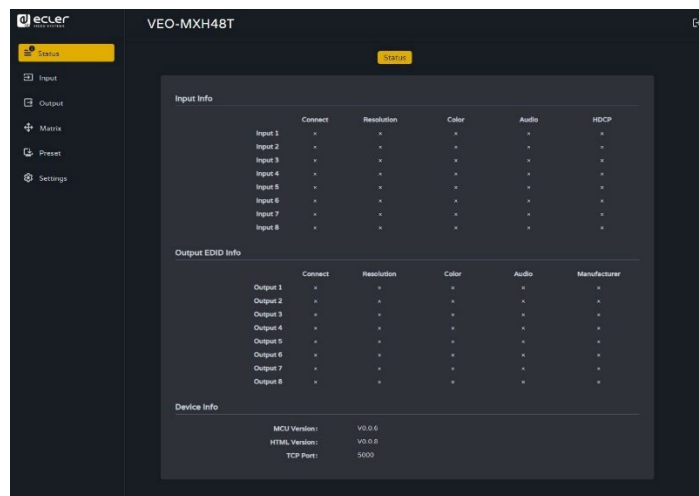 ecler
VEO-MXH48T
Status
Input
Output
Matrix
Preset
Settings
Status
Input Info
Connect Resolution Color Audio HDCP
Input 1 × × × × ×
Input 2 × × × × ×
Input 3 × × × × ×
Input 4 × × × × ×
Input 5 × × × × ×
Input 6 × × × × ×
Input 7 × × × × ×
Input 8 × × × × ×
Output EDID Info
Connect Resolution Color Audio Manufacturer
Output 1 × × × × ×
Output 2 × × × × ×
Output 3 × × × × ×
Output 4 × × × × ×
Output 5 × × × × ×
Output 6 × × × × ×
Output 7 × × × × ×
Output 8 × × × × ×
Device Info
MCU Version: V0.0.6
HTML Version: V0.0.8
TCP Port: 5000